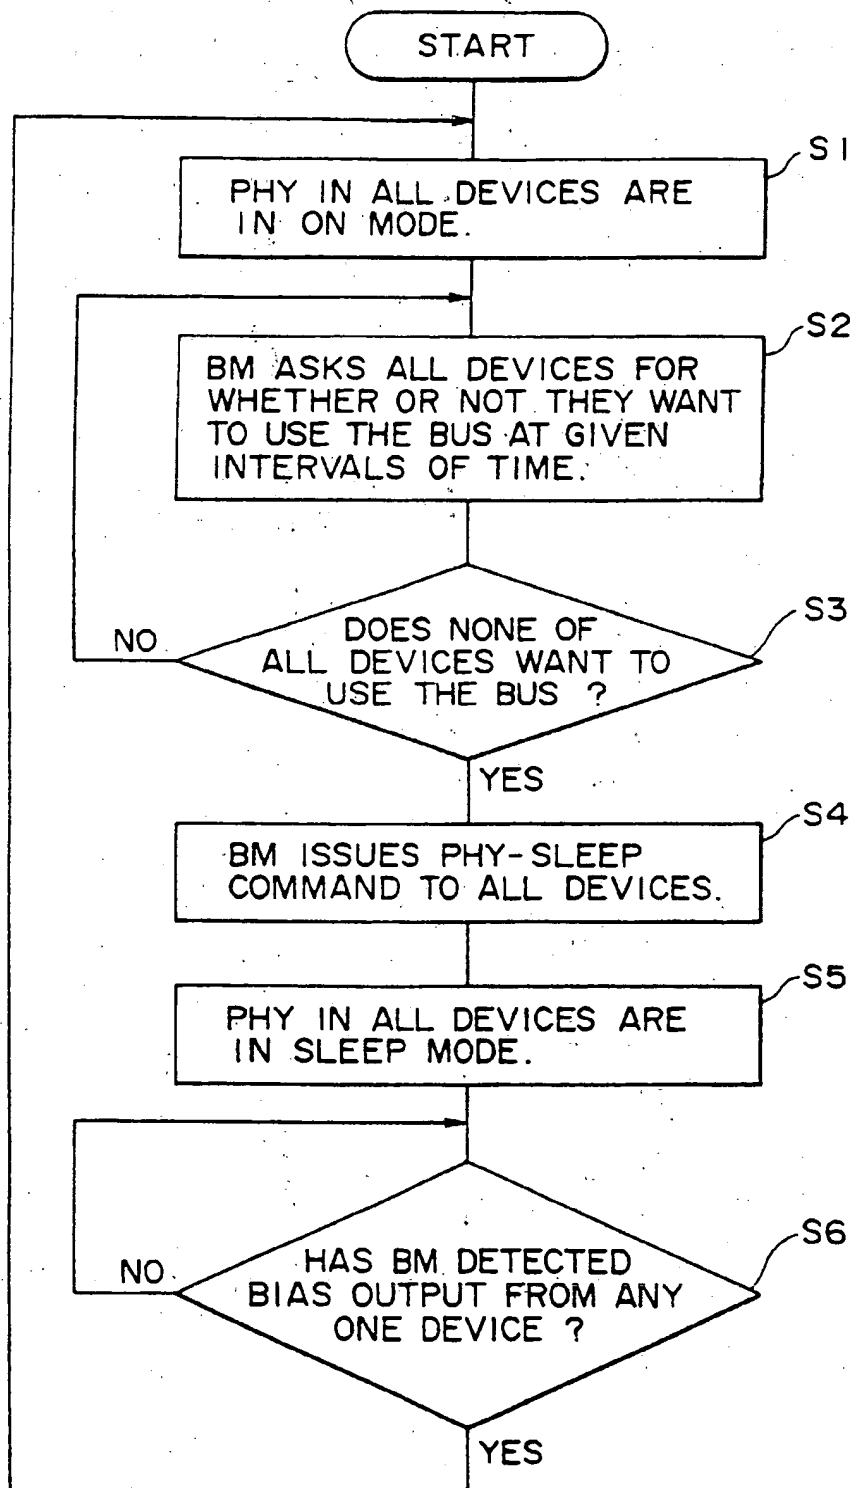 START
S1
PHY IN ALL DEVICES ARE
IN ON MODE.
S2
BM ASKS ALL DEVICES FOR
WHETHER OR NOT THEY WANT
TO USE THE BUS AT GIVEN
INTERVALS OF TIME.
S3
DOES NONE OF
ALL DEVICES WANT TO
USE THE BUS ?
NO
YES
S4
BM ISSUES PHY-SLEEP
COMMAND TO ALL DEVICES.
S5
PHY IN ALL DEVICES ARE
IN SLEEP MODE.
S6
HAS BM DETECTED
BIAS OUTPUT FROM ANY
ONE DEVICE ?
NO
YES